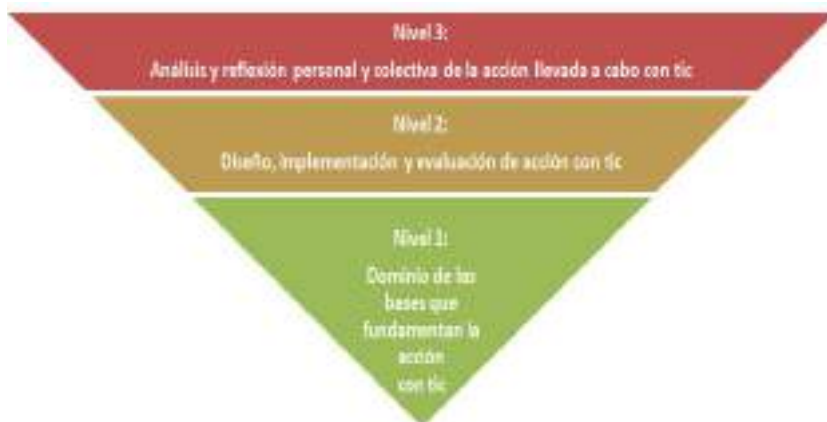 Nivel 3:
Análisis y reflexión personal y colectiva de la acción llevada a cabo con tic
Nivel 2:
Diseño, implementación y evaluación de acción con tic
Nivel 1:
Dominio de las
bases que
fundamentan la
acción
con tic